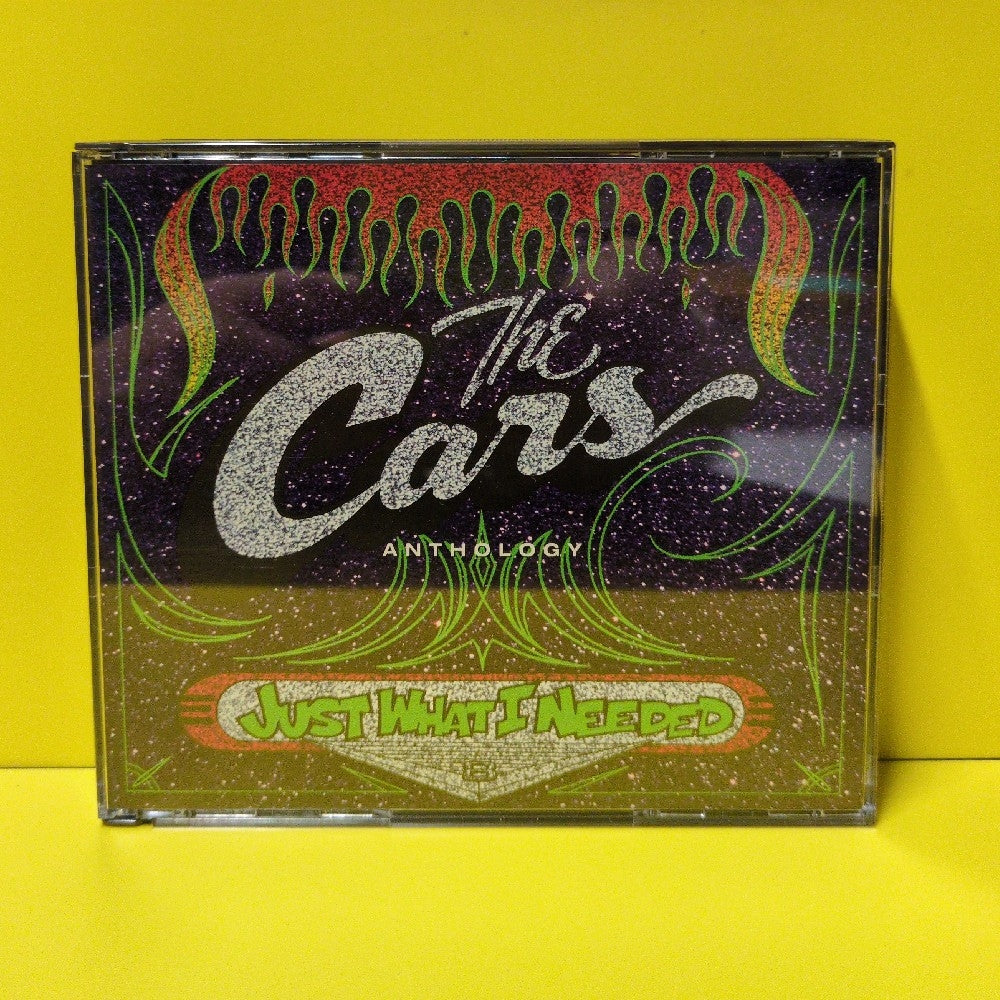 The
Cars
ANTHOLOGY
JUST WHAT I NEEDED